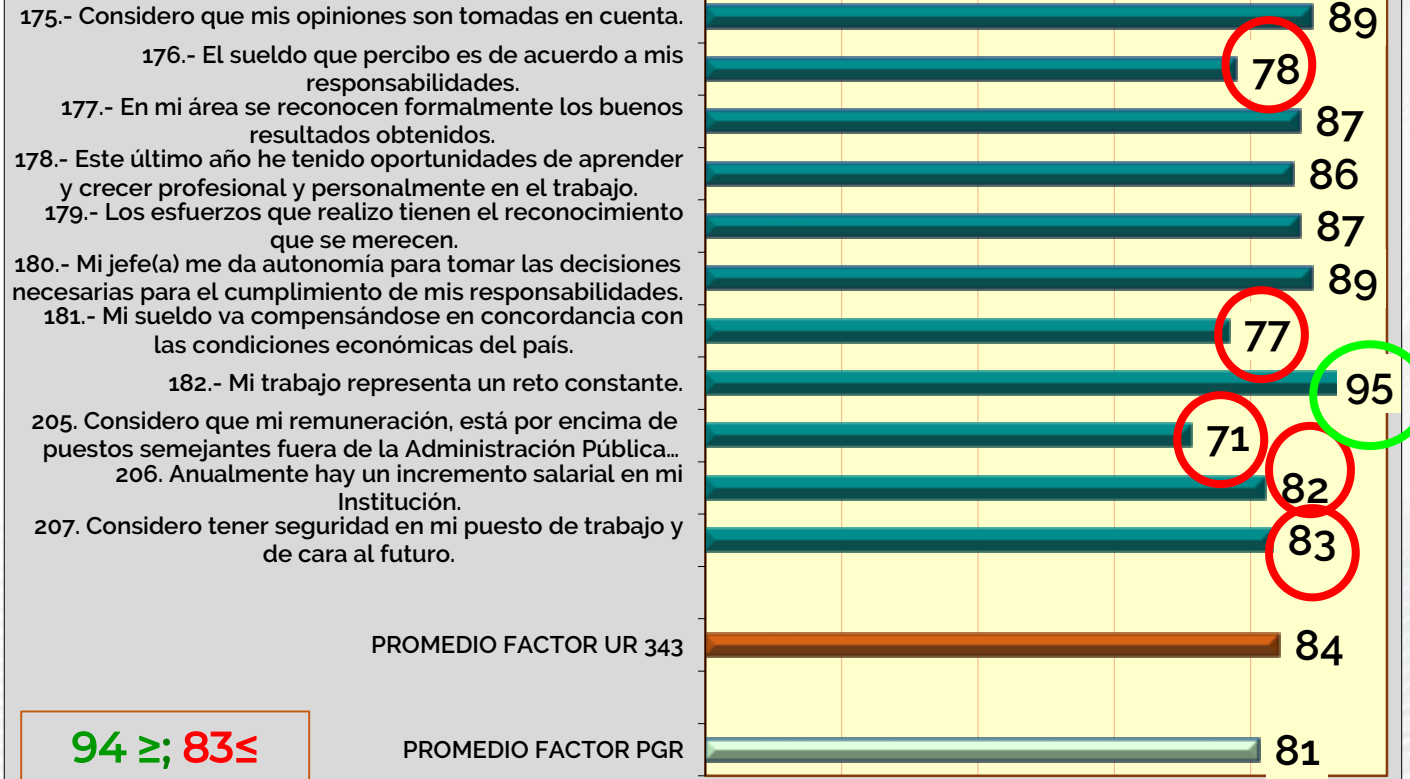 175.- Considero que mis opiniones son tomadas en cuenta.
89
176.- El sueldo que percibo es de acuerdo a mis
responsabilidades.
78
177.- En mi área se reconocen formalmente los buenos
resultados obtenidos.
87
178.- Este último año he tenido oportunidades de aprender
y crecer profesional y personalmente en el trabajo.
86
179.- Los esfuerzos que realizo tienen el reconocimiento
que se merecen.
87
180.- Mi jefe(a) me da autonomía para tomar las decisiones
necesarias para el cumplimiento de mis responsabilidades.
89
181.- Mi sueldo va compensándose en concordancia con
las condiciones económicas del país.
77
182.- Mi trabajo representa un reto constante.
95
205. Considero que mi remuneración, está por encima de
puestos semejantes fuera de la Administración Pública...
71
206. Anualmente hay un incremento salarial en mi
Institución.
82
207. Considero tener seguridad en mi puesto de trabajo y
de cara al futuro.
83
PROMEDIO FACTOR UR 343
84
94 ≥; 83≤
PROMEDIO FACTOR PGR
81